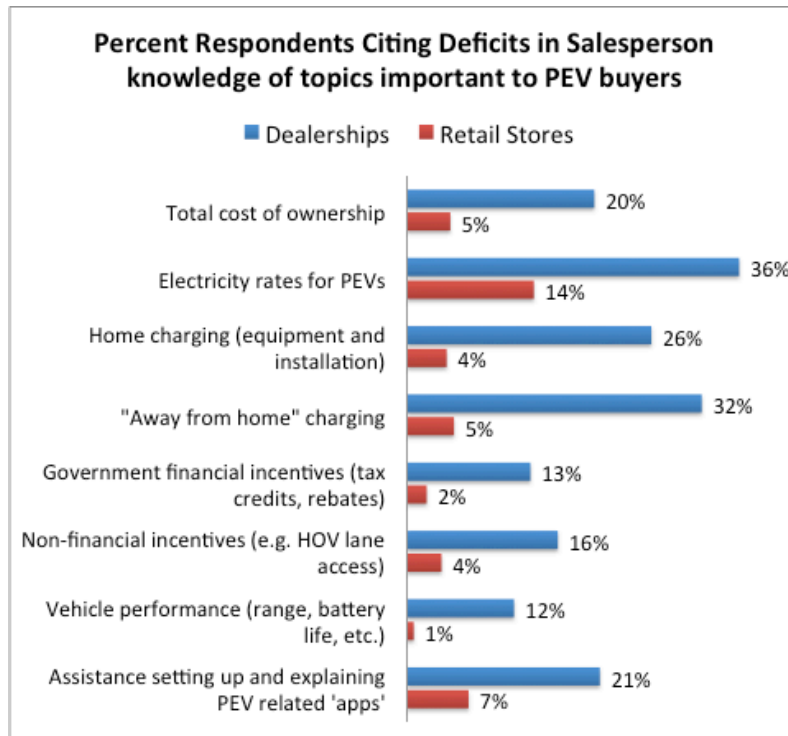 Percent Respondents Citing Deficits in Salesperson
knowledge of topics important to PEV buyers
Dealerships Retail Stores
Total cost of ownership
20%
5%
Electricity rates for PEVs
36%
14%
Home charging (equipment and
installation)
26%
4%
"Away from home" charging
32%
5%
Government financial incentives (tax
credits, rebates)
13%
2%
Non-financial incentives (e.g. HOV lane
access)
16%
4%
Vehicle performance (range, battery
life, etc.)
12%
1%
Assistance setting up and explaining
PEV related 'apps'
21%
7%